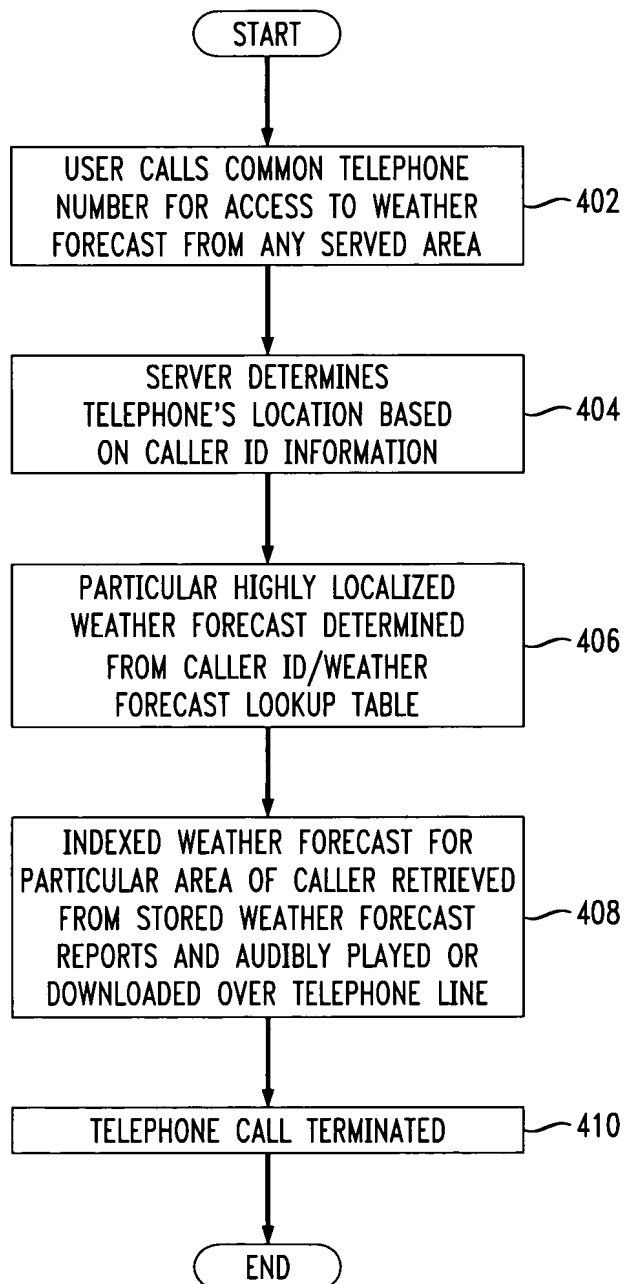 START
USER CALLS COMMON TELEPHONE
NUMBER FOR ACCESS TO WEATHER
FORECAST FROM ANY SERVED AREA
402
SERVER DETERMINES
TELEPHONE'S LOCATION BASED
ON CALLER ID INFORMATION
404
PARTICULAR HIGHLY LOCALIZED
WEATHER FORECAST DETERMINED
FROM CALLER ID/WEATHER
FORECAST LOOKUP TABLE
406
INDEXED WEATHER FORECAST FOR
PARTICULAR AREA OF CALLER RETRIEVED
FROM STORED WEATHER FORECAST
REPORTS AND AUDIBLY PLAYED OR
DOWNLOADED OVER TELEPHONE LINE
408
TELEPHONE CALL TERMINATED
410
END